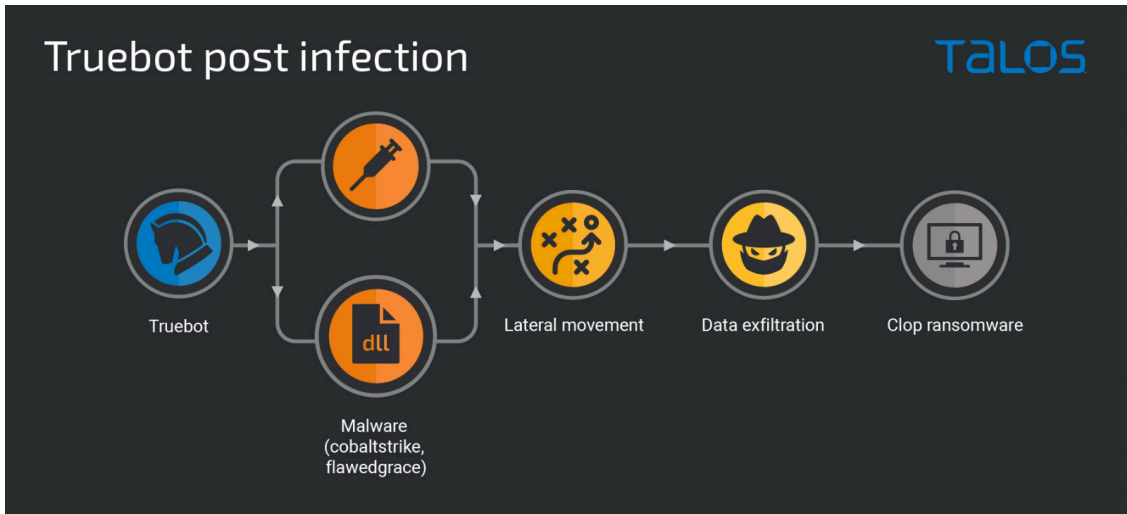 Truebot post infection
TALOS
dll
Truebot
Lateral movement
Data exfiltration
Clop ransomware
Malware
(cobaltstrike,
flawedgrace)